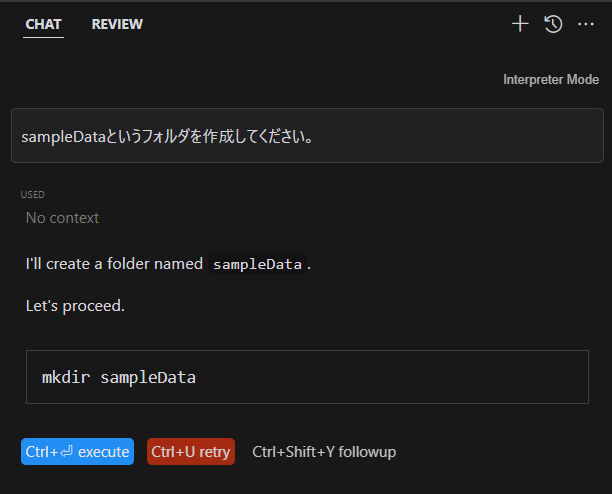 CHAT REVIEW
Interpreter Mode
sampleDataというフォルダを作成してください。
USED
No context
I'll create a folder named sampleData.
Let's proceed.
mkdir sampleData
Ctrl+⏎ execute Ctrl+U retry Ctrl+Shift+Y followup